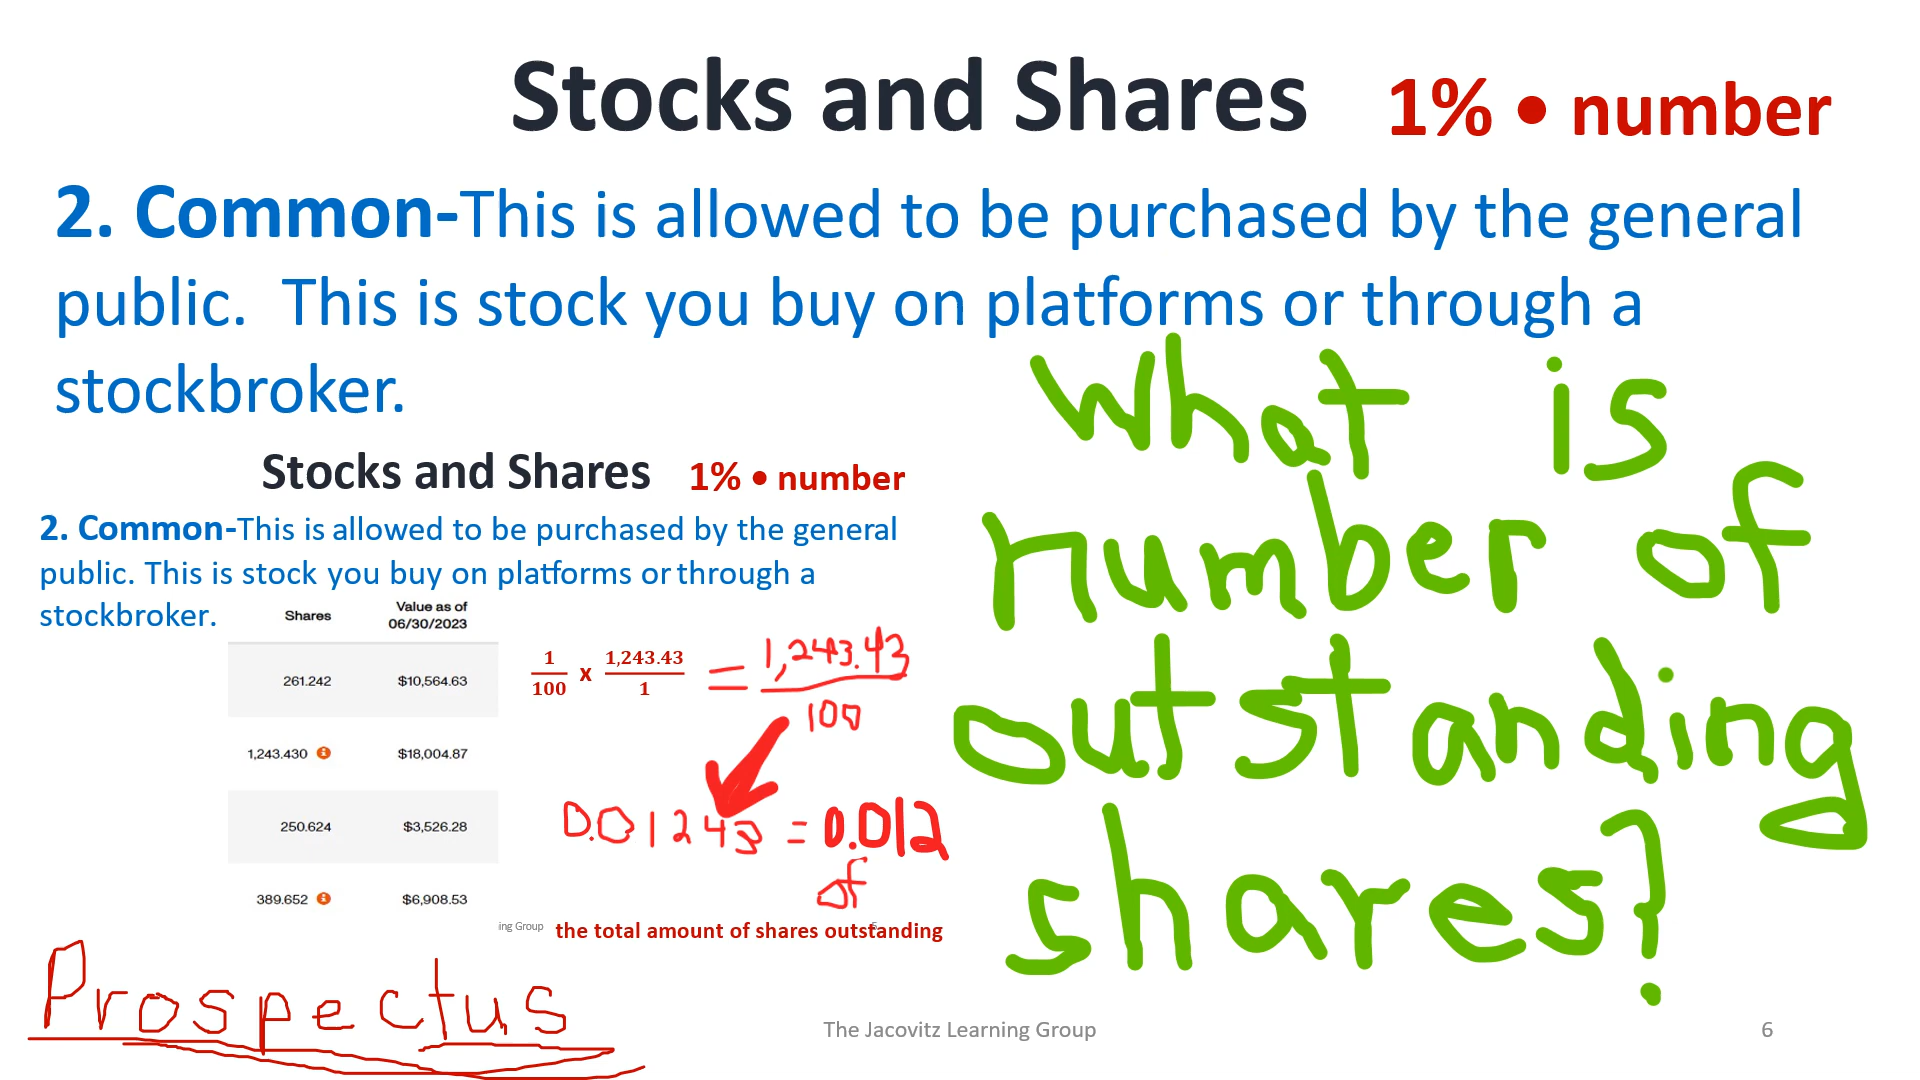 Stocks and Shares 1% • number
2. Common-This is allowed to be purchased by the general
public. This is stock you buy on platforms or through a
stockbroker.
Stocks and Shares 1% • number
2. Common-This is allowed to be purchased by the general
public. This is stock you buy on platforms or through a
stockbroker.
Shares Value as of
06/30/2023
261.242 $10,564.63
1,243.430 $18,004.87
250.624 $3,526.28
389.652 $6,908.53
1/100 x 1,243.43/1 = 1,243.43/100
0.01243 = 0.012
of
ing Group the total amount of shares outstanding
What is
number of
outstanding
shares?
Prospectus
The Jacovitz Learning Group 6